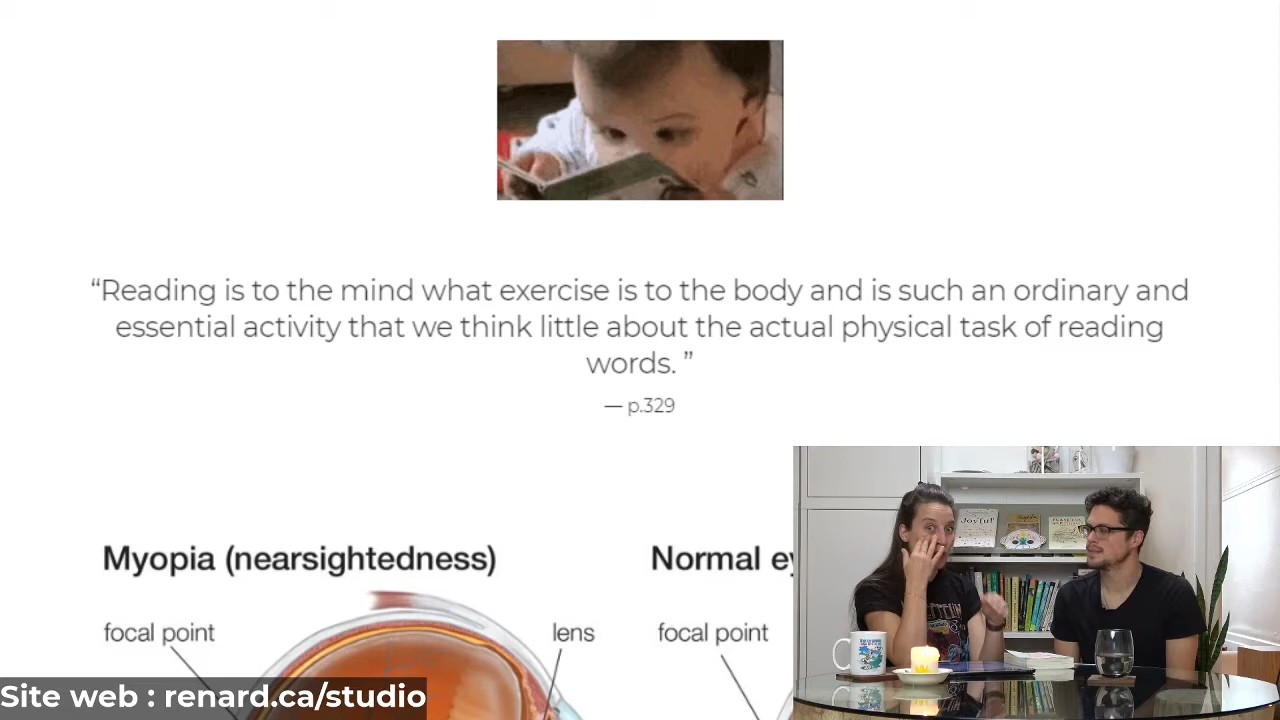 “Reading is to the mind what exercise is to the body and is such an ordinary and
essential activity that we think little about the actual physical task of reading
words. ”
— p.329
Myopia (nearsightedness)
Normal ey
focal point
lens
focal point
Joyful
Site web : renard.ca/studio